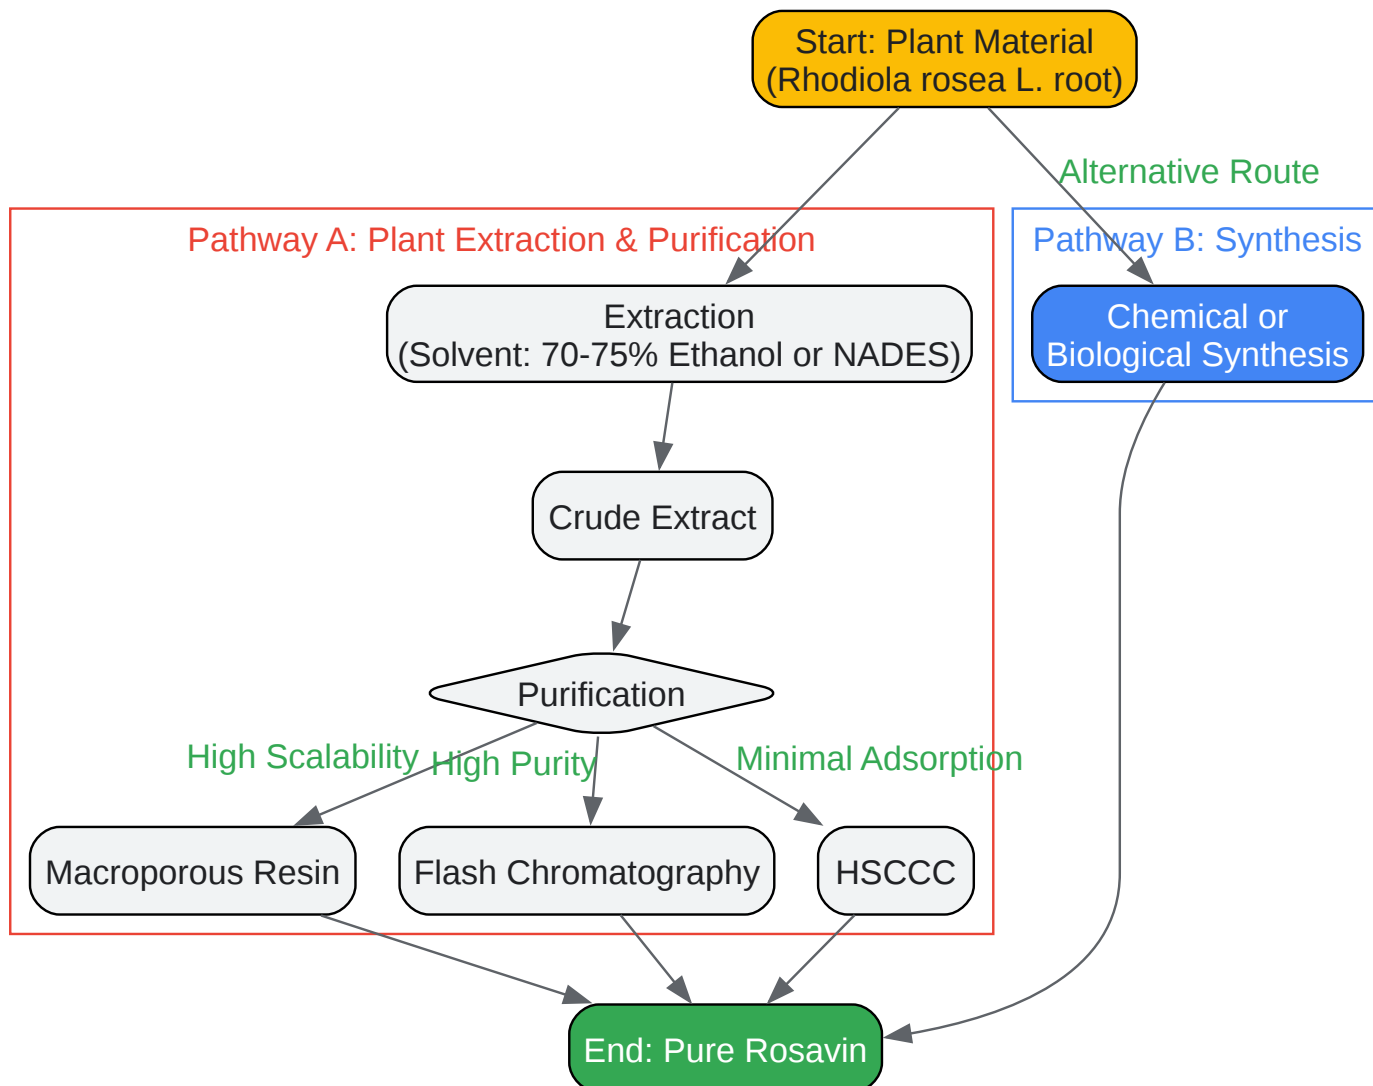 Start: Plant Material
(Rhodiola rosea L. root)
Alternative Route
Pathway A: Plant Extraction & Purification
Pathway B: Synthesis
Extraction
(Solvent: 70-75% Ethanol or NADES)
Chemical or
Biological Synthesis
Crude Extract
Purification
High Scalability
High Purity
Minimal Adsorption
Macroporous Resin
Flash Chromatography
HSCCC
End: Pure Rosavin